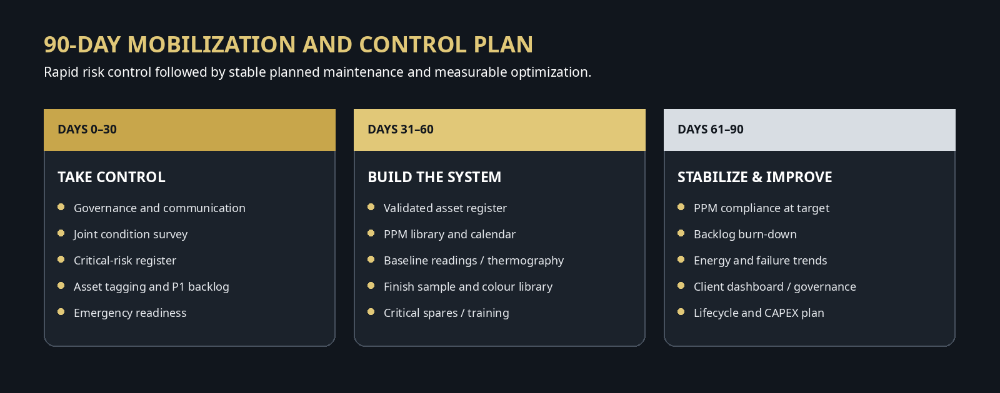 90-DAY MOBILIZATION AND CONTROL PLAN
Rapid risk control followed by stable planned maintenance and measurable optimization.
DAYS 0–30
TAKE CONTROL
Governance and communication
Joint condition survey
Critical-risk register
Asset tagging and P1 backlog
Emergency readiness
DAYS 31–60
BUILD THE SYSTEM
Validated asset register
PPM library and calendar
Baseline readings / thermography
Finish sample and colour library
Critical spares / training
DAYS 61–90
STABILIZE & IMPROVE
PPM compliance at target
Backlog burn-down
Energy and failure trends
Client dashboard / governance
Lifecycle and CAPEX plan